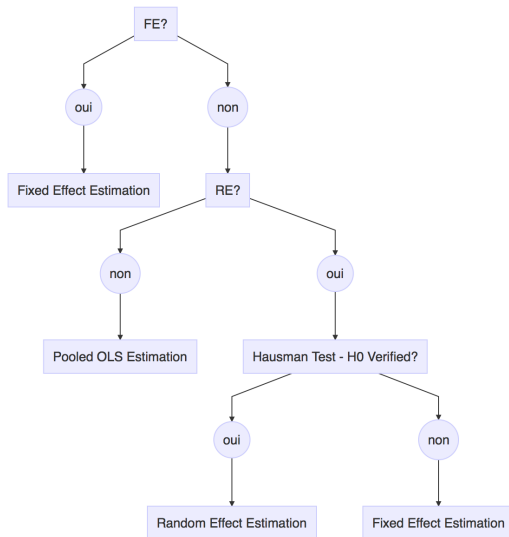 FE?
oui
non
Fixed Effect Estimation
RE?
non
oui
Pooled OLS Estimation
Hausman Test - H0 Verified?
oui
non
Random Effect Estimation
Fixed Effect Estimation